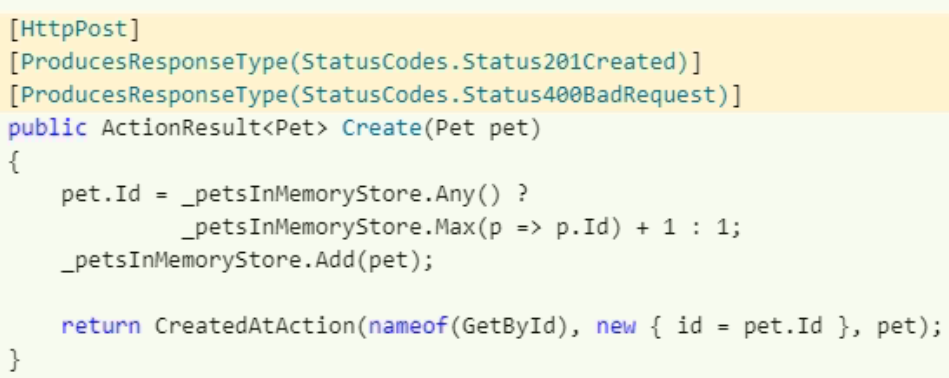 [HttpPost]
[ProducesResponseType(StatusCodes.Status201Created)]
[ProducesResponseType(StatusCodes.Status400BadRequest)]
public ActionResult<Pet> Create(Pet pet)
{
    pet.Id = _petsInMemoryStore.Any() ?
             _petsInMemoryStore.Max(p => p.Id) + 1 : 1;
    _petsInMemoryStore.Add(pet);

    return CreatedAtAction(nameof(GetById), new { id = pet.Id }, pet);
}